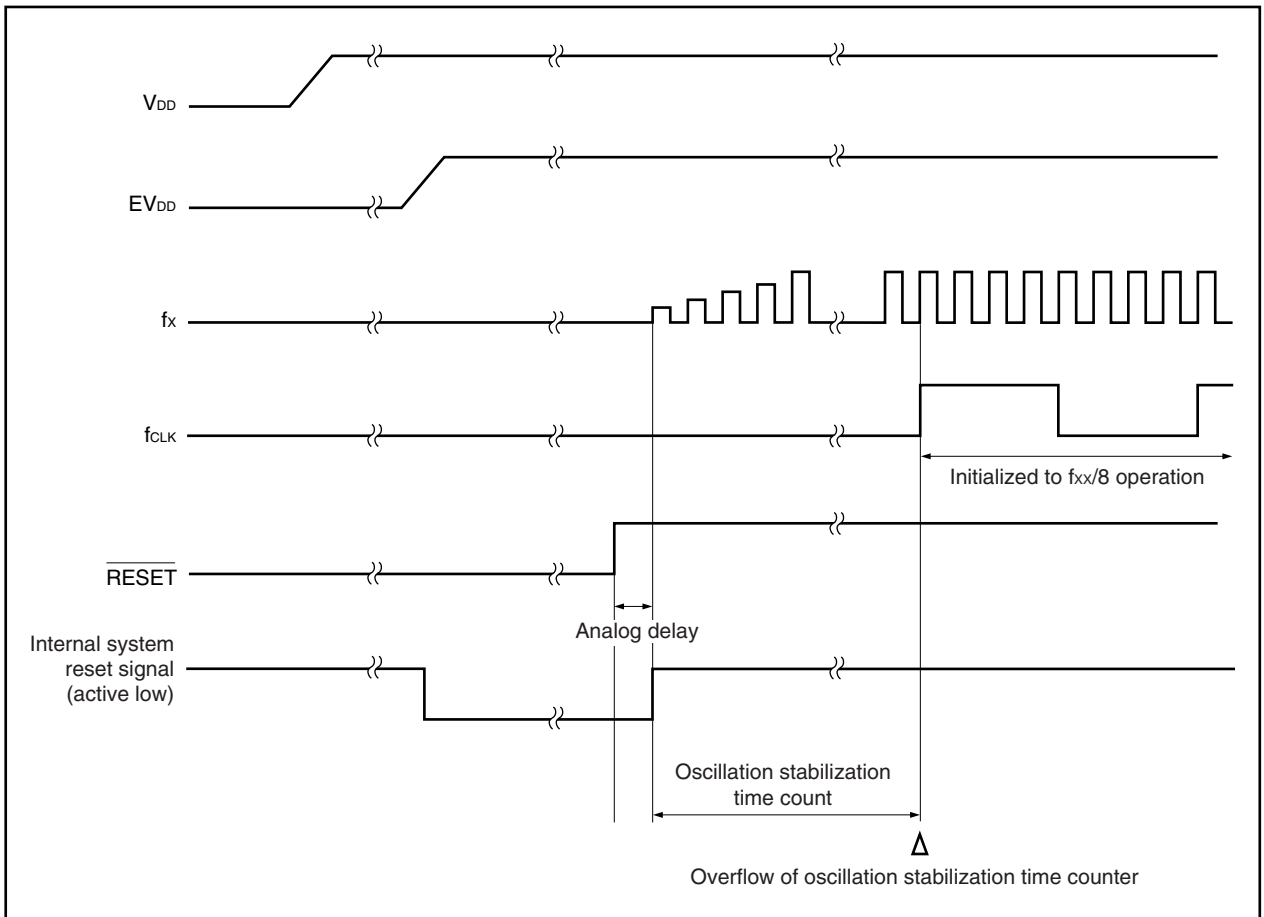 VDD
EVDD
fX
fCLK
Initialized to fXX/8 operation
RESET
Analog delay
Internal system
reset signal
(active low)
Oscillation stabilization
time count
Overflow of oscillation stabilization time counter